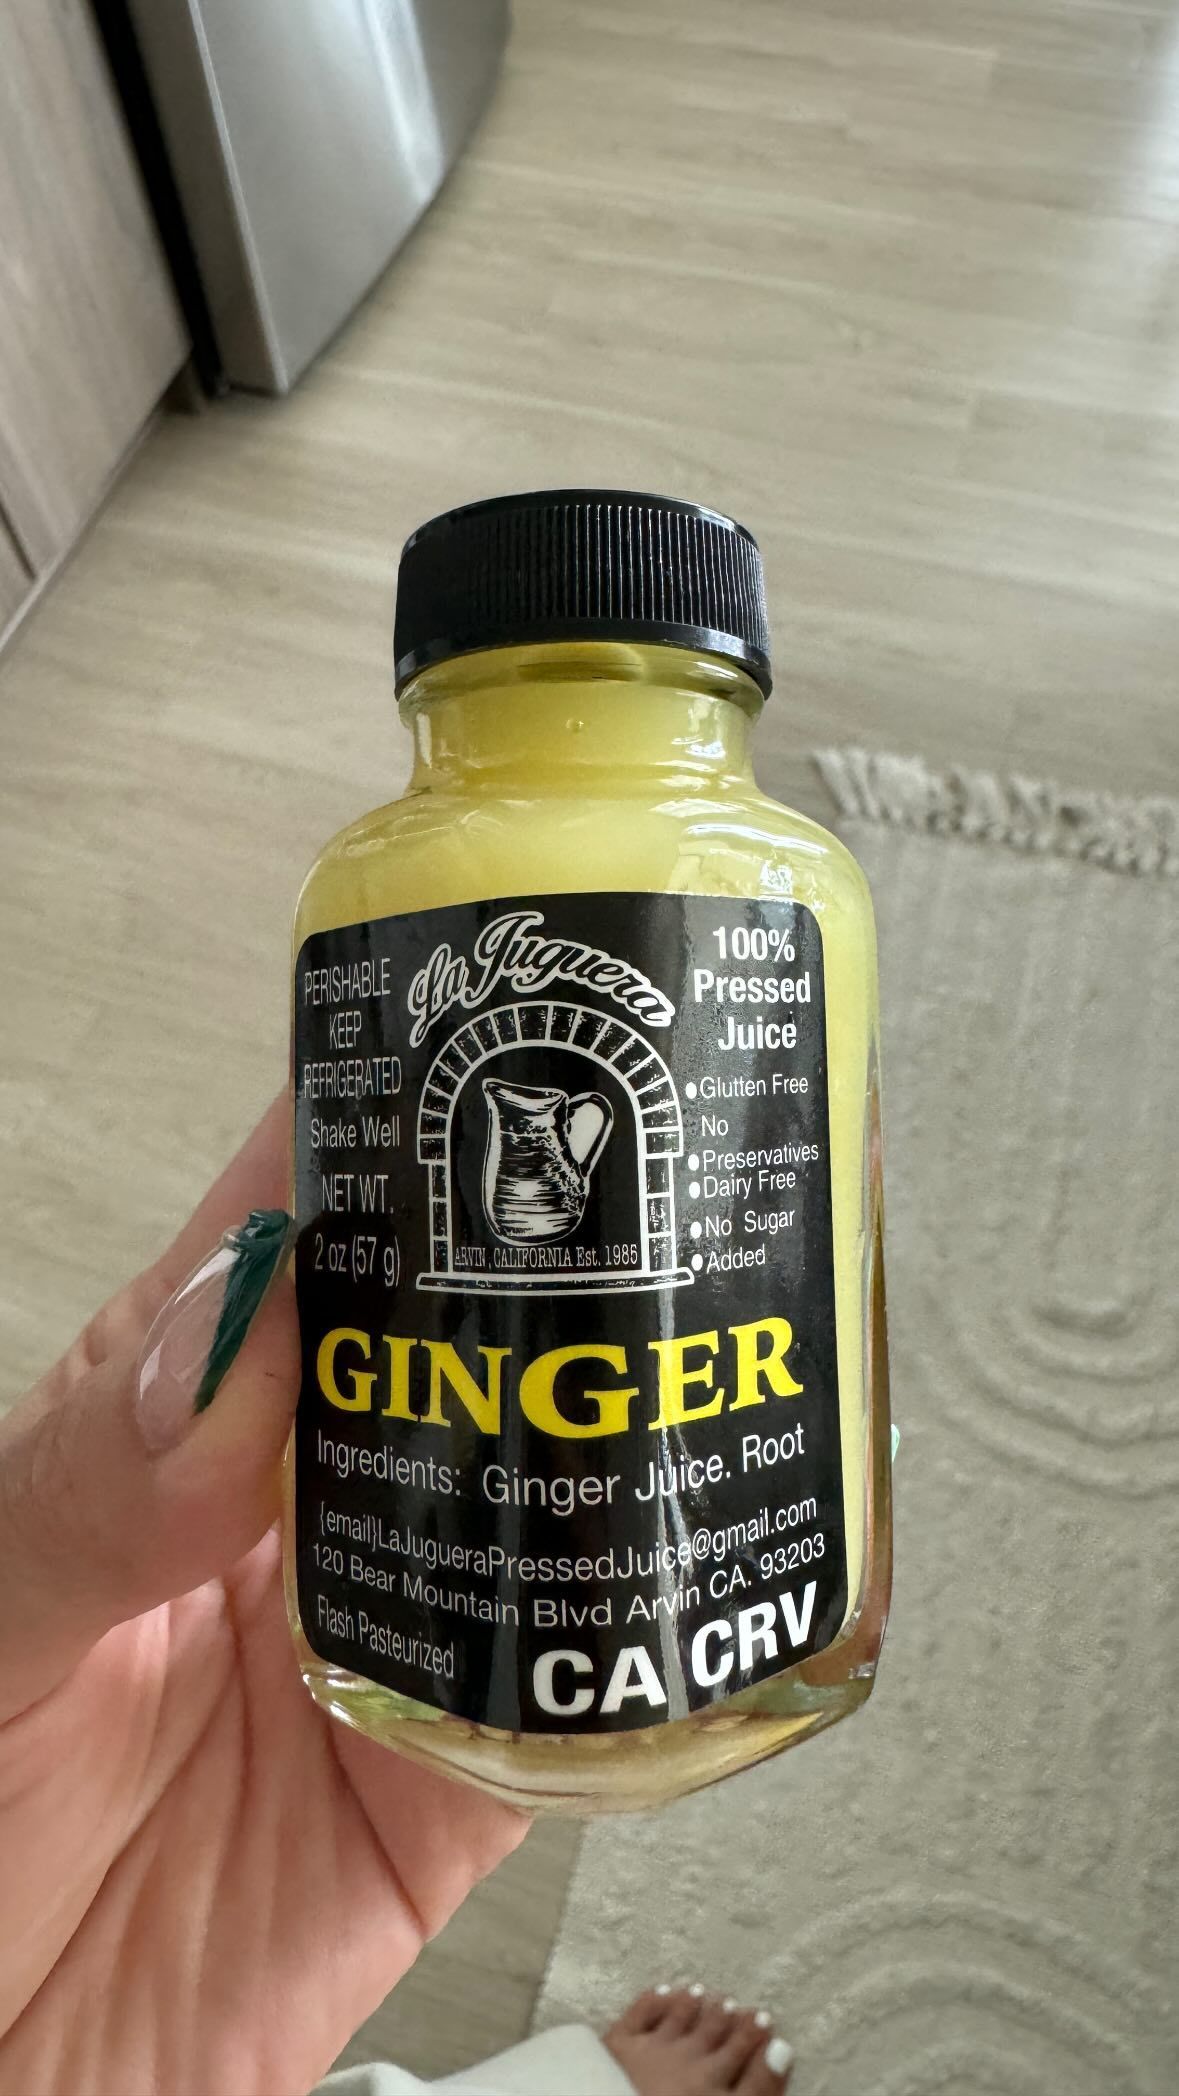 La Juguera
PERISHABLE
KEEP
REFRIGERATED
Shake Well
NET WT.
2 oz (57 g)
ARVIN, CALIFORNIA Est. 1985
100%
Pressed
Juice
•Glutten Free
No
•Preservatives
•Dairy Free
•No Sugar
•Added
GINGER
Ingredients: Ginger Juice. Root
{email}LaJugueraPressedJuice@gmail.com
120 Bear Mountain Blvd Arvin CA. 93203
Flash Pasteurized
CA CRV